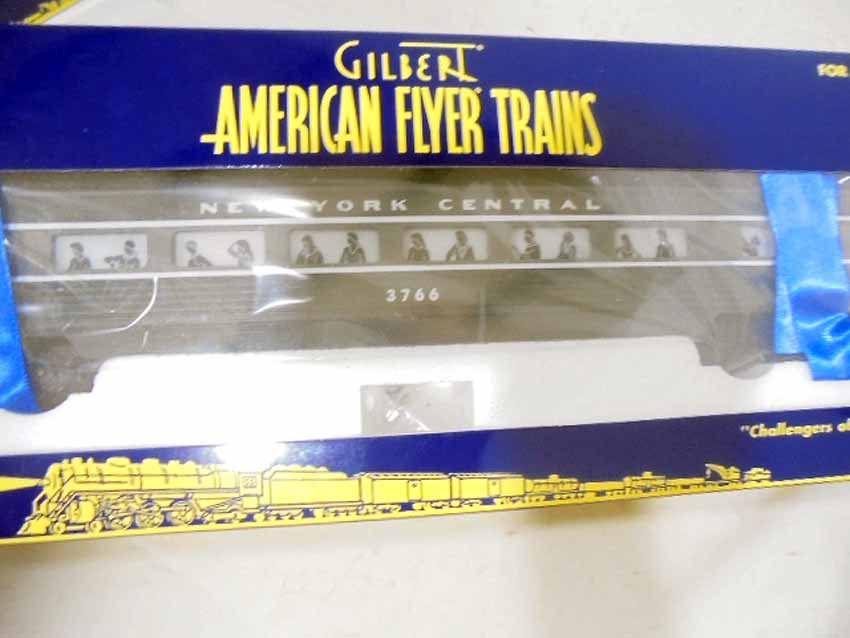 GILBERT
AMERICAN FLYER TRAINS
FOR
NEW YORK CENTRAL
3766
"Challengers of